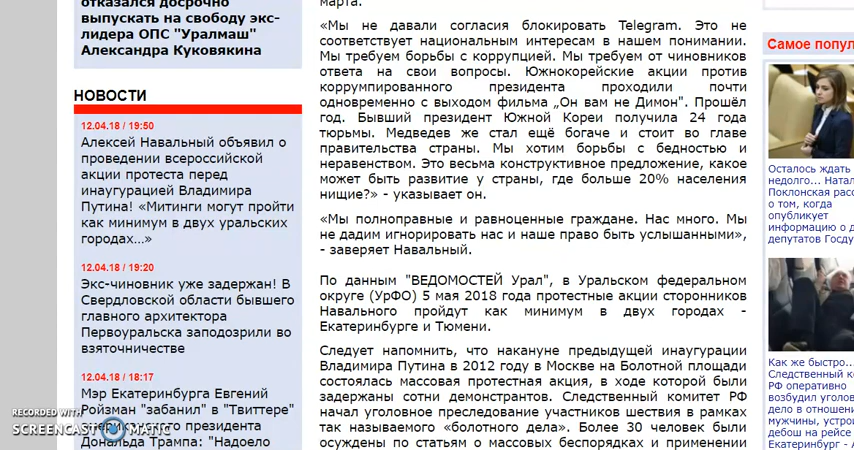 отказался досрочно
выпускать на свободу экс-
лидера ОПС "Уралмаш"
Александра Куковякина
НОВОСТИ
12.04.18 / 19:50
Алексей Навальный объявил о
проведении всероссийской
акции протеста перед
инаугурацией Владимира
Путина! «Митинги могут пройти
как минимум в двух уральских
городах...»
12.04.18 / 19:20
Экс-чиновник уже задержан! В
Свердловской области бывшего
главного архитектора
Первоуральска заподозрили во
взяточничестве
12.04.18 / 18:17
Мэр Екатеринбурга Евгений
Ройзман "забанил" в "Твиттере"
президента
Дональда Трампа: "Надоело
марта.
«Мы не давали согласия блокировать Telegram. Это не
соответствует национальным интересам в нашем понимании.
Мы требуем борьбы с коррупцией. Мы требуем от чиновников
ответа на свои вопросы. Южнокорейские акции против
коррумпированного президента проходили почти
одновременно с выходом фильма „Он вам не Димон". Прошёл
год. Бывший президент Южной Кореи получила 24 года
тюрьмы. Медведев же стал ещё богаче и стоит во главе
правительства страны. Мы хотим борьбы с бедностью и
неравенством. Это весьма конструктивное предложение, какое
может быть развитие у страны, где больше 20% населения
нищие?» - указывает он.
«Мы полноправные и равноценные граждане. Нас много. Мы
не дадим игнорировать нас и наше право быть услышанными»,
- заверяет Навальный.
По данным "ВЕДОМОСТЕЙ Урал", в Уральском федеральном
округе (УрФО) 5 мая 2018 года протестные акции сторонников
Навального пройдут как минимум в двух городах -
Екатеринбурге и Тюмени.
Следует напомнить, что накануне предыдущей инаугурации
Владимира Путина в 2012 году в Москве на Болотной площади
состоялась массовая протестная акция, в ходе которой были
задержаны сотни демонстрантов. Следственный комитет РФ
начал уголовное преследование участников шествия в рамках
так называемого «болотного дела». Более 30 человек были
осуждены по статьям о массовых беспорядках и применении
Самое попул
Осталось ждать
недолго... Натал
Поклонская рас
о том, когда
опубликует
информацию о д
депутатов Госду
Как же быстро...
Следственный к
РФ оперативно
возбудил уголов
дело в отношени
мужчины, устро
дебош на рейсе
Екатеринбург - А
RECORDED WITH
SCREENCAST MATIC